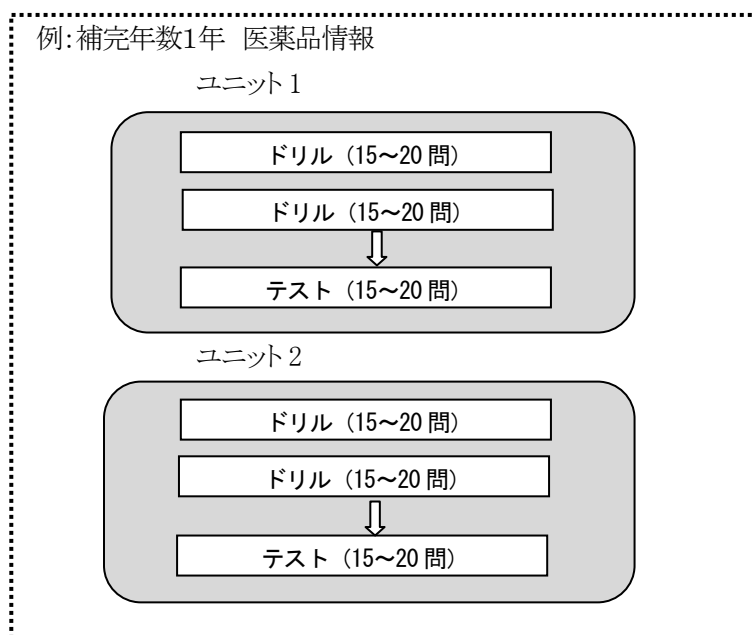 例:補完年数1年 医薬品情報
ユニット 1
ドリル (15～20 問)
ドリル (15～20 問)
テスト (15～20 問)
ユニット 2
ドリル (15～20 問)
ドリル (15～20 問)
テスト (15～20 問)